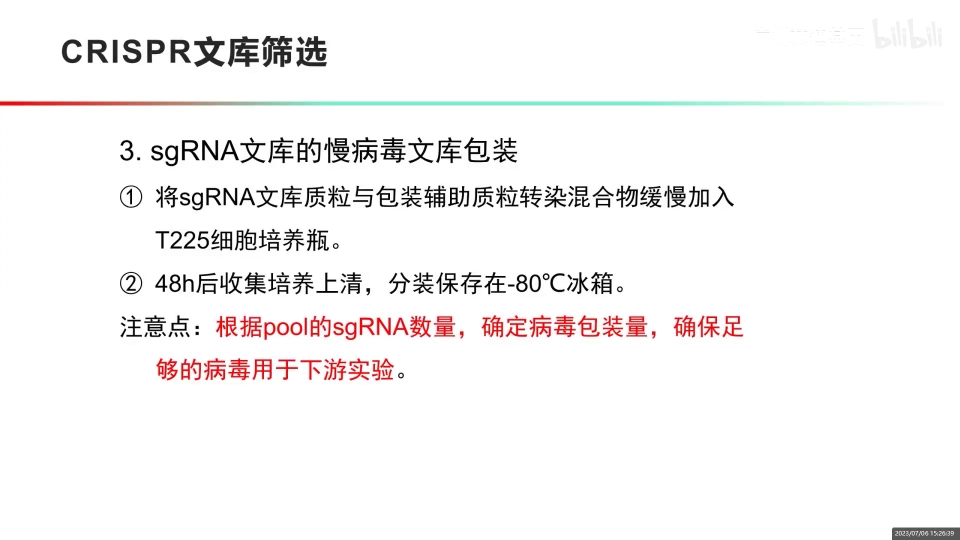 CRISPR文库筛选
bilibili
3. sgRNA文库的慢病毒文库包装
① 将sgRNA文库质粒与包装辅助质粒转染混合物缓慢加入
T225细胞培养瓶。
② 48h后收集培养上清，分装保存在-80℃冰箱。
注意点：根据pool的sgRNA数量，确定病毒包装量，确保足
够的病毒用于下游实验。
2023/07/06 15:26:39